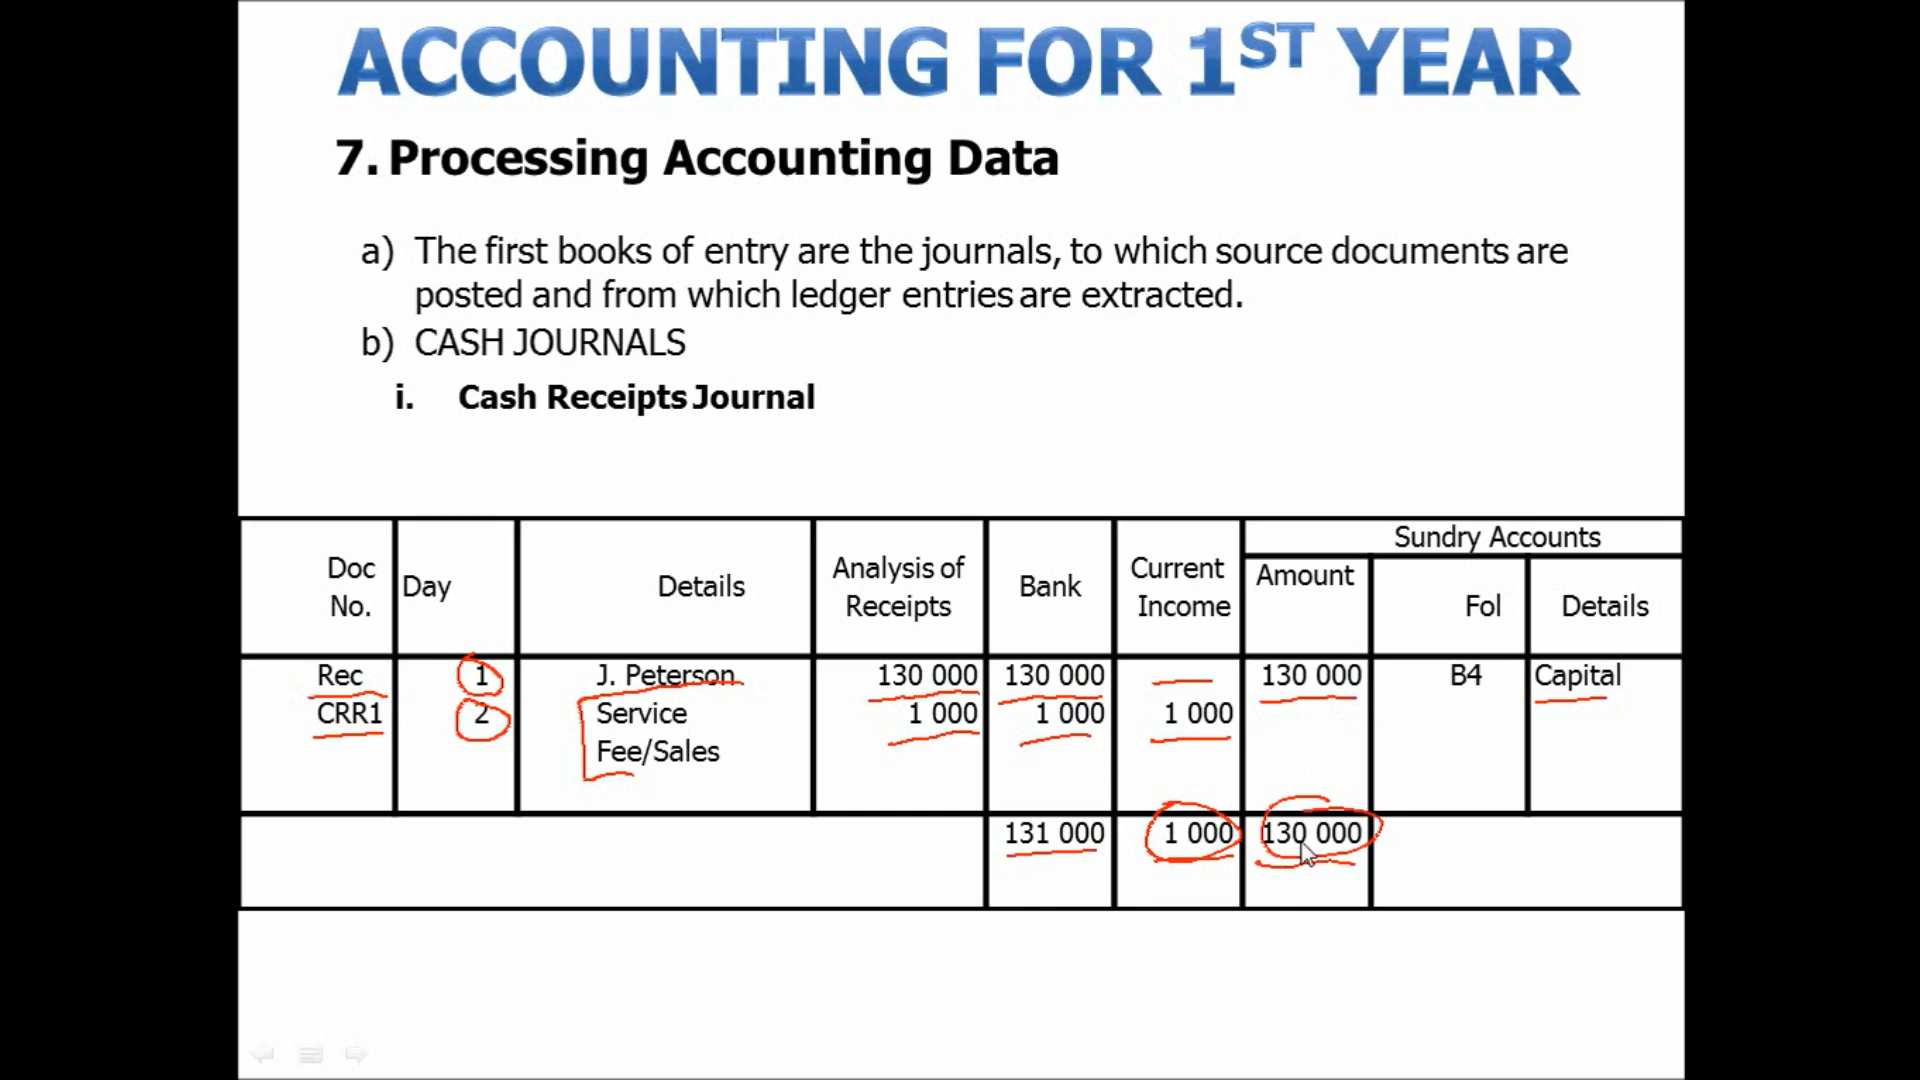 ACCOUNTING FOR 1ST YEAR
7. Processing Accounting Data
a) The first books of entry are the journals, to which source documents are
posted and from which ledger entries are extracted.
b) CASH JOURNALS
i. Cash Receipts Journal
Sundry Accounts
Doc No. Day Details Analysis of Receipts Bank Current Income Amount Fol Details
Rec 1 J. Peterson 130 000 130 000 130 000 B4 Capital
CRR1 2 Service 1 000 1 000 1 000
Fee/Sales
131 000 1 000 130 000